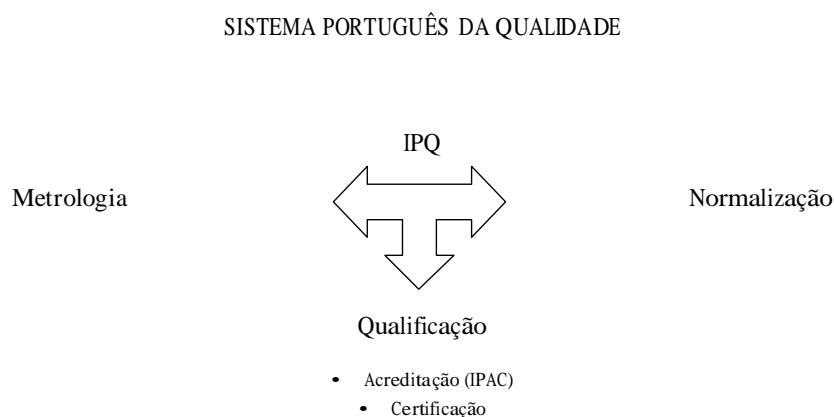 SISTEMA PORTUGUÊS DA QUALIDADE
IPQ
Metrologia
Normalização
Qualificação
• Acreditação (IPAC)
• Certificação